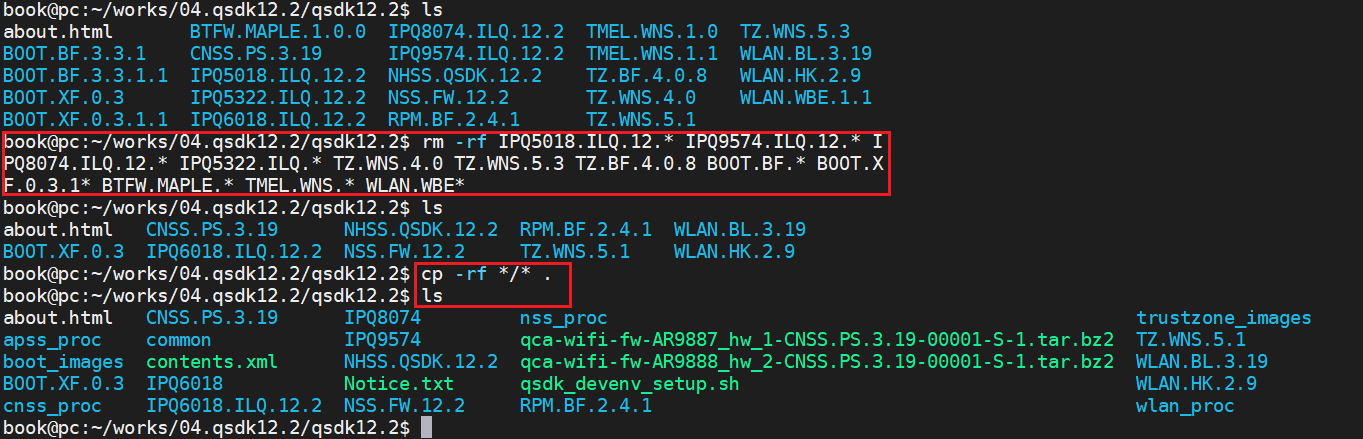 book@pc:~/works/04.qsdk12.2/qsdk12.2$ ls
about.html BTFW.MAPLE.1.0.0 IPQ8074.ILQ.12.2 TMEL.WNS.1.0 TZ.WNS.5.3
BOOT.BF.3.3.1 CNSS.PS.3.19 IPQ9574.ILQ.12.2 TMEL.WNS.1.1 WLAN.BL.3.19
BOOT.BF.3.3.1.1 IPQ5018.ILQ.12.2 NHSS.QSDK.12.2 TZ.BF.4.0.8 WLAN.HK.2.9
BOOT.XF.0.3 IPQ5322.ILQ.12.2 NSS.FW.12.2 TZ.WNS.4.0 WLAN.WBE.1.1
BOOT.XF.0.3.1.1 IPQ6018.ILQ.12.2 RPM.BF.2.4.1 TZ.WNS.5.1
book@pc:~/works/04.qsdk12.2/qsdk12.2$ rm -rf IPQ5018.ILQ.12.* IPQ9574.ILQ.12.* I
PQ8074.ILQ.12.* IPQ5322.ILQ.* TZ.WNS.4.0 TZ.WNS.5.3 TZ.BF.4.0.8 BOOT.BF.* BOOT.X
F.0.3.1* BTFW.MAPLE.* TMEL.WNS.* WLAN.WBE*
book@pc:~/works/04.qsdk12.2/qsdk12.2$ ls
about.html CNSS.PS.3.19 NHSS.QSDK.12.2 RPM.BF.2.4.1 WLAN.BL.3.19
BOOT.XF.0.3 IPQ6018.ILQ.12.2 NSS.FW.12.2 TZ.WNS.5.1 WLAN.HK.2.9
book@pc:~/works/04.qsdk12.2/qsdk12.2$ cp -rf */* .
book@pc:~/works/04.qsdk12.2/qsdk12.2$ ls
about.html CNSS.PS.3.19 IPQ8074 nss_proc trustzone_images
apss_proc common IPQ9574 qca-wifi-fw-AR9887_hw_1-CNSS.PS.3.19-00001-S-1.tar.bz2 TZ.WNS.5.1
boot_images contents.xml NHSS.QSDK.12.2 qca-wifi-fw-AR9888_hw_2-CNSS.PS.3.19-00001-S-1.tar.bz2 WLAN.BL.3.19
BOOT.XF.0.3 IPQ6018 Notice.txt qsdk_devenv_setup.sh WLAN.HK.2.9
cnss_proc IPQ6018.ILQ.12.2 NSS.FW.12.2 RPM.BF.2.4.1 wlan_proc
book@pc:~/works/04.qsdk12.2/qsdk12.2$